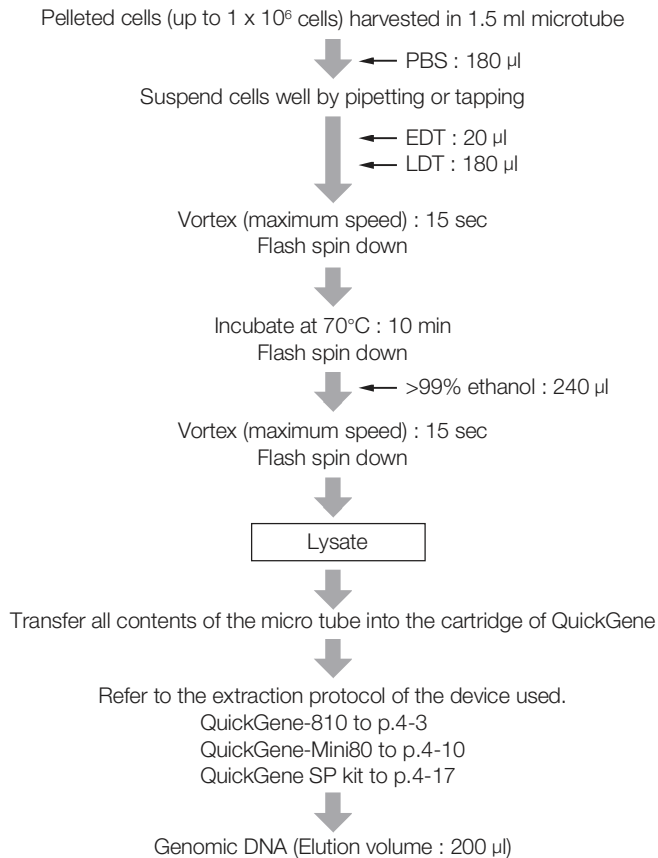 Pelleted cells (up to 1 x 10⁶ cells) harvested in 1.5 ml microtube
PBS : 180 µl
Suspend cells well by pipetting or tapping
EDT : 20 µl
LDT : 180 µl
Vortex (maximum speed) : 15 sec
Flash spin down
Incubate at 70°C : 10 min
Flash spin down
>99% ethanol : 240 µl
Vortex (maximum speed) : 15 sec
Flash spin down
Lysate
Transfer all contents of the micro tube into the cartridge of QuickGene
Refer to the extraction protocol of the device used.
QuickGene-810 to p.4-3
QuickGene-Mini80 to p.4-10
QuickGene SP kit to p.4-17
Genomic DNA (Elution volume : 200 µl)